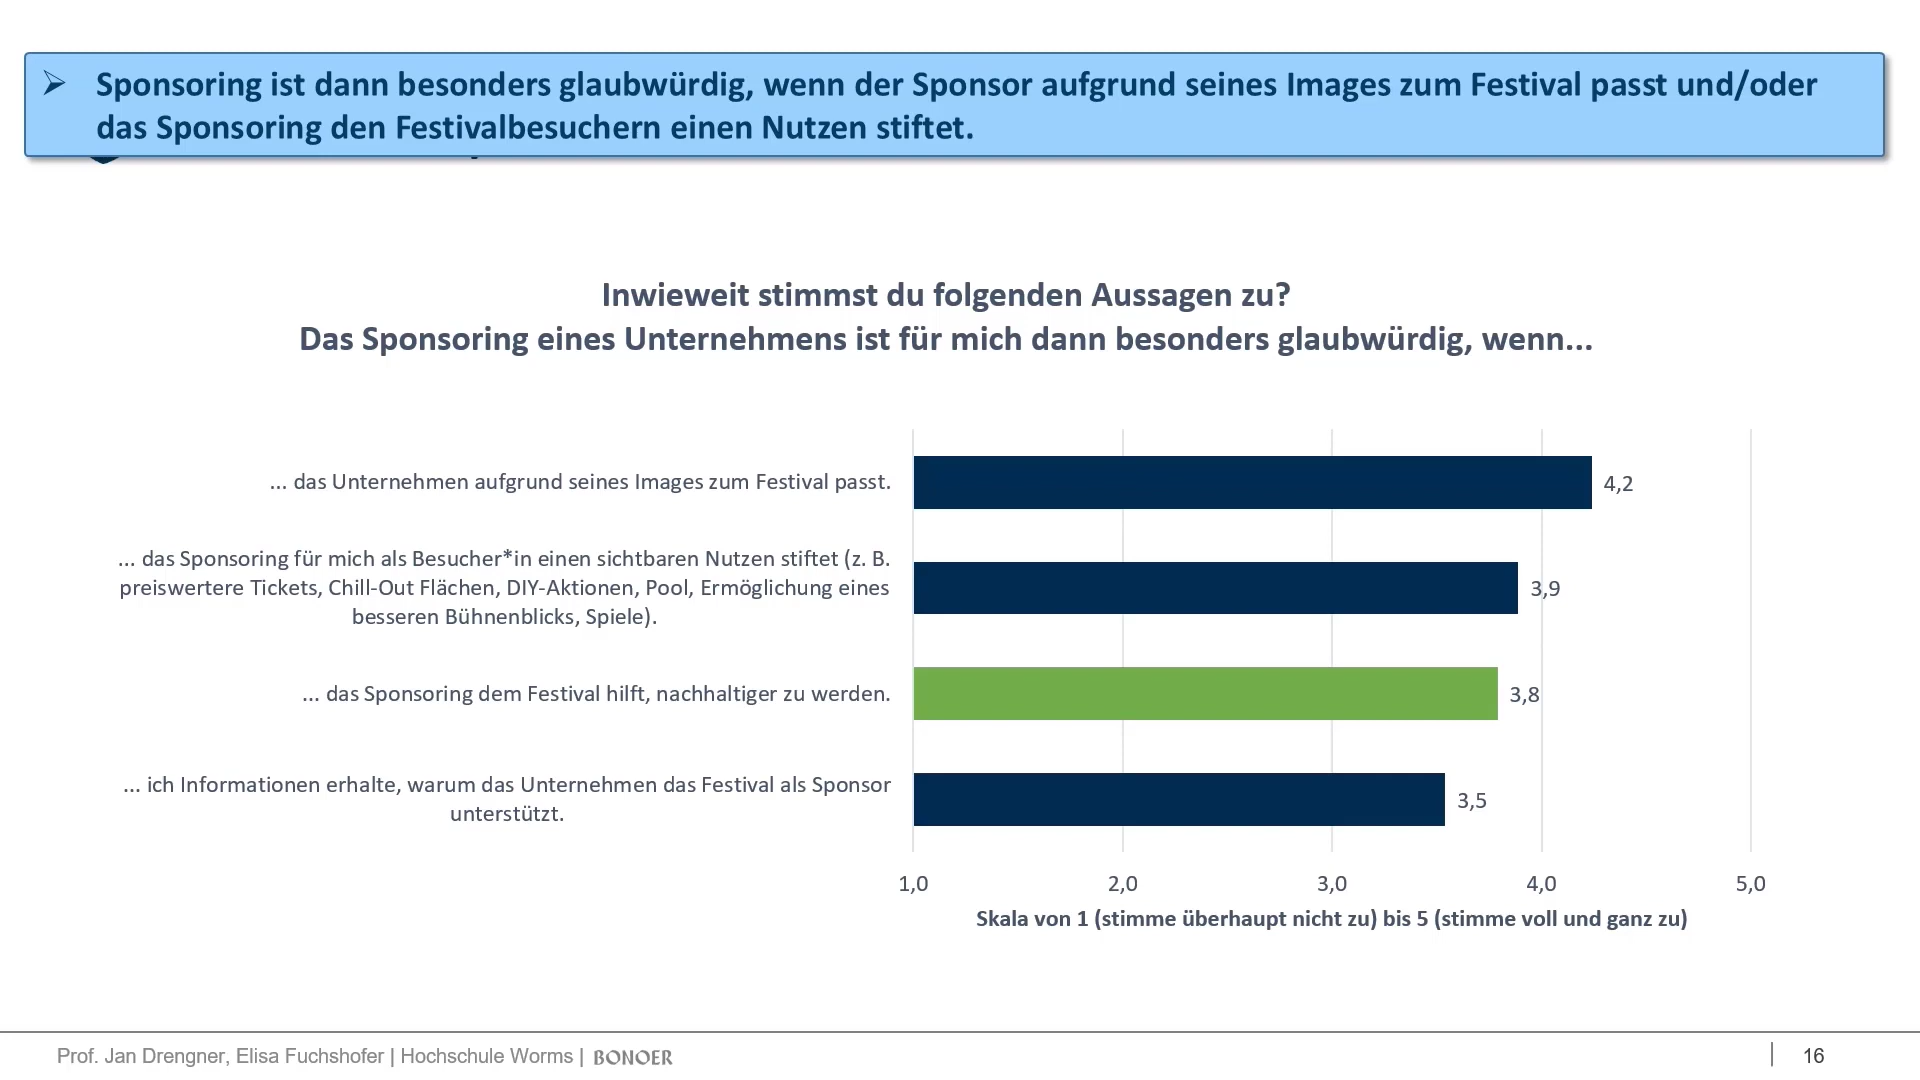 Sponsoring ist dann besonders glaubwürdig, wenn der Sponsor aufgrund seines Images zum Festival passt und/oder
das Sponsoring den Festivalbesuchern einen Nutzen stiftet.
Inwieweit stimmst du folgenden Aussagen zu?
Das Sponsoring eines Unternehmens ist für mich dann besonders glaubwürdig, wenn...
... das Unternehmen aufgrund seines Images zum Festival passt.
4,2
... das Sponsoring für mich als Besucher*in einen sichtbaren Nutzen stiftet (z. B.
preiswertere Tickets, Chill-Out Flächen, DIY-Aktionen, Pool, Ermöglichung eines
besseren Bühnenblicks, Spiele).
3,9
... das Sponsoring dem Festival hilft, nachhaltiger zu werden.
3,8
... ich Informationen erhalte, warum das Unternehmen das Festival als Sponsor
unterstützt.
3,5
1,0 2,0 3,0 4,0 5,0
Skala von 1 (stimme überhaupt nicht zu) bis 5 (stimme voll und ganz zu)
Prof. Jan Drengner, Elisa Fuchshofer | Hochschule Worms | BONOER
16